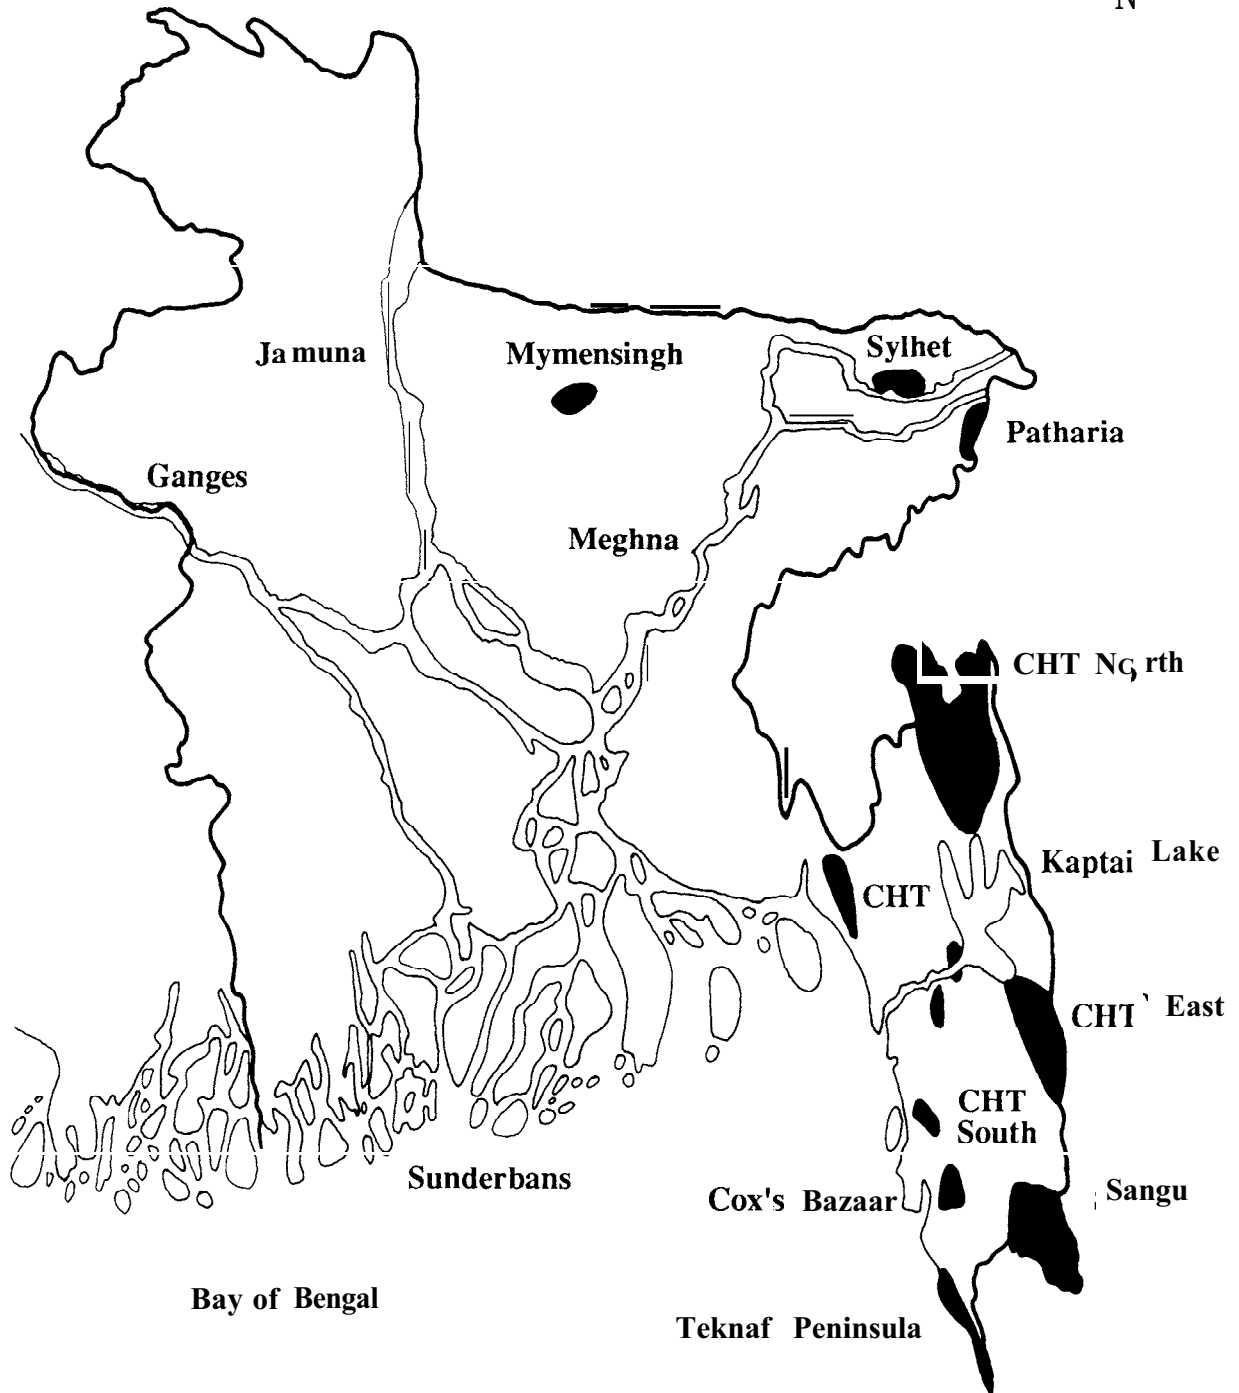 N
Jamuna
Mymensingh
Sylhet
Patharia
Ganges
Meghna
CHT North
Kaptai Lake
CHT
CHT East
CHT
South
Sunderbans
Cox's Bazaar
Sangu
Bay of Bengal
Teknaf Peninsula